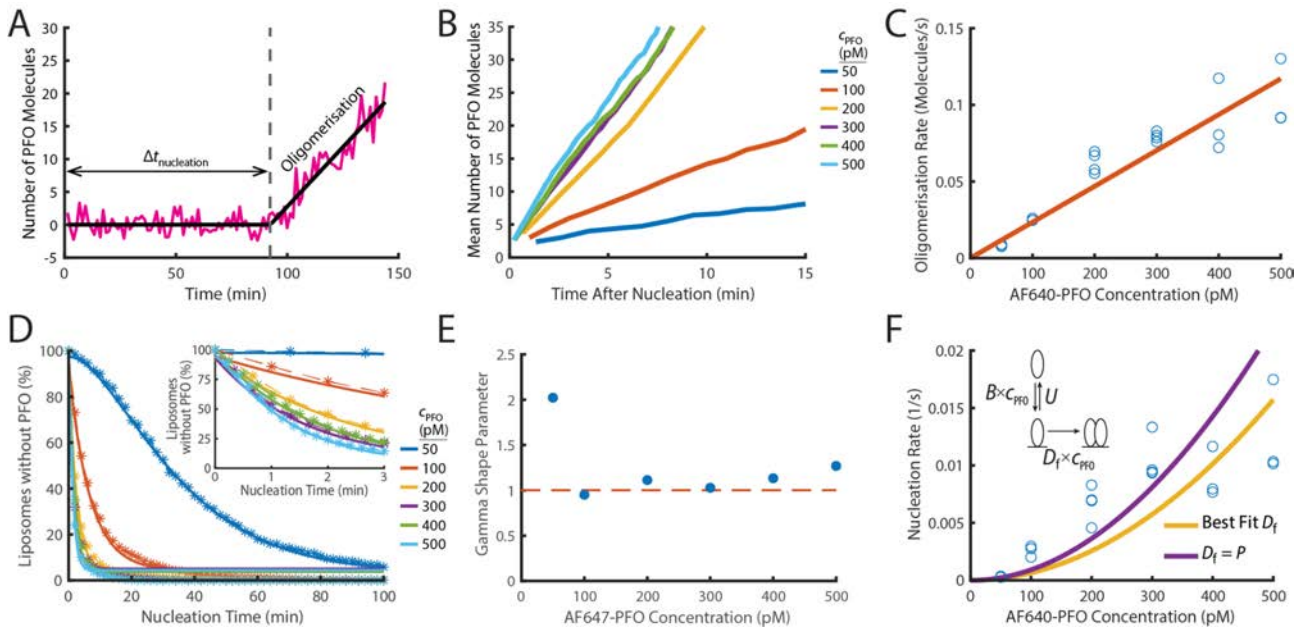 A
Number of PFO Molecules
30
25
20
15
10
5
0
-5
Δt nucleation
Oligomerisation
0
50
100
150
Time (min)
B
Mean Number of PFO Molecules
35
30
25
20
15
10
5
0
0
5
10
15
Time After Nucleation (min)
cPFO
(pM)
50
100
200
300
400
500
C
Oligomerisation Rate (Molecules/s)
0.15
0.1
0.05
0
0
100
200
300
400
500
AF640-PFO Concentration (pM)
D
Liposomes without PFO (%)
100
80
60
40
20
0
0
20
40
60
80
100
Nucleation Time (min)
Liposomes
without PFO (%)
100
75
50
25
0
0
1
2
3
Nucleation Time (min)
cPFO
(pM)
50
100
200
300
400
500
E
Gamma Shape Parameter
2.5
2
1.5
1
0.5
0
0
100
200
300
400
500
AF647-PFO Concentration (pM)
F
Nucleation Rate (1/s)
0.02
0.015
0.01
0.005
0
B×cPFO
U
Df×cPFO
Best Fit Df
Df = P
0
100
200
300
400
500
AF640-PFO Concentration (pM)